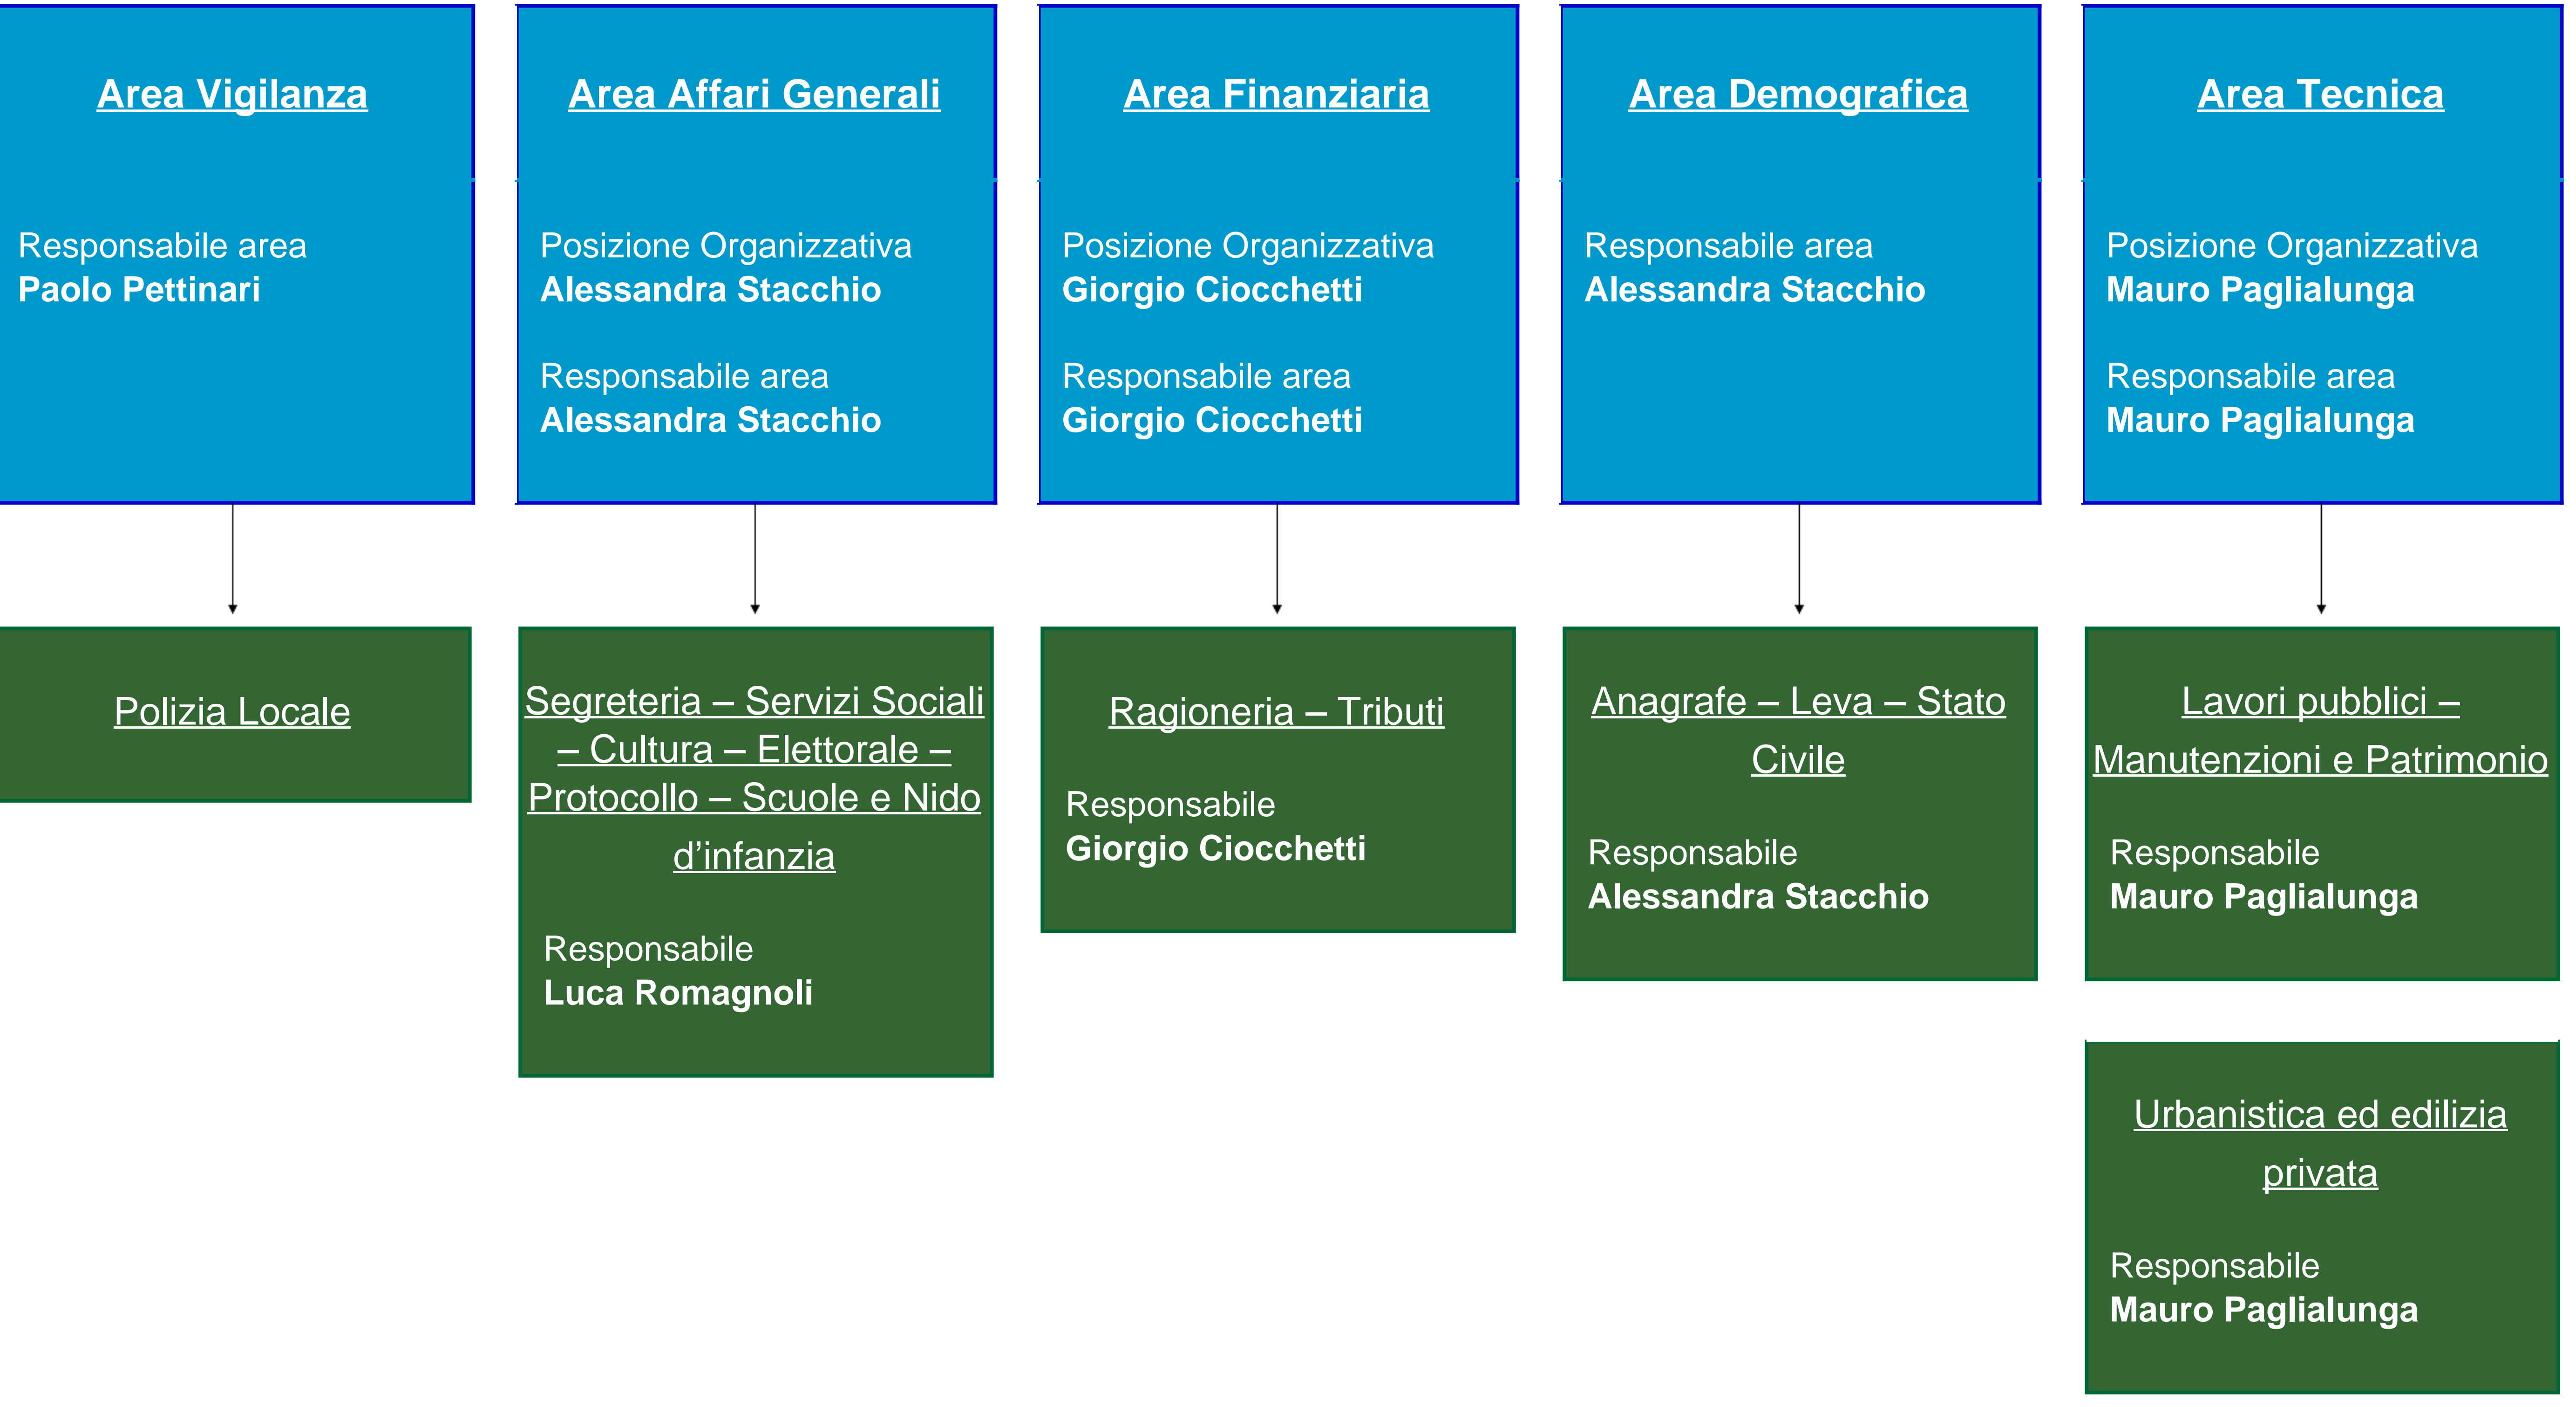 Area Vigilanza
Responsabile area
Paolo Pettinari
Area Affari Generali
Posizione Organizzativa
Alessandra Stacchio
Responsabile area
Alessandra Stacchio
Area Finanziaria
Posizione Organizzativa
Giorgio Ciocchetti
Responsabile area
Giorgio Ciocchetti
Area Demografica
Responsabile area
Alessandra Stacchio
Area Tecnica
Posizione Organizzativa
Mauro Paglialunga
Responsabile area
Mauro Paglialunga
Polizia Locale
Segreteria – Servizi Sociali
– Cultura – Elettorale –
Protocollo – Scuole e Nido
d’infanzia
Responsabile
Luca Romagnoli
Ragioneria – Tributi
Responsabile
Giorgio Ciocchetti
Anagrafe – Leva – Stato
Civile
Responsabile
Alessandra Stacchio
Lavori pubblici –
Manutenzioni e Patrimonio
Responsabile
Mauro Paglialunga
Urbanistica ed edilizia
privata
Responsabile
Mauro Paglialunga